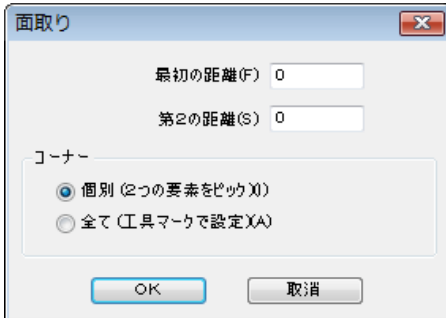 面取り
最初の距離(F) 0
第2の距離(S) 0
コーナー
個別 (2つの要素をピック)(I)
全て (工具マークで設定)(A)
OK 取消